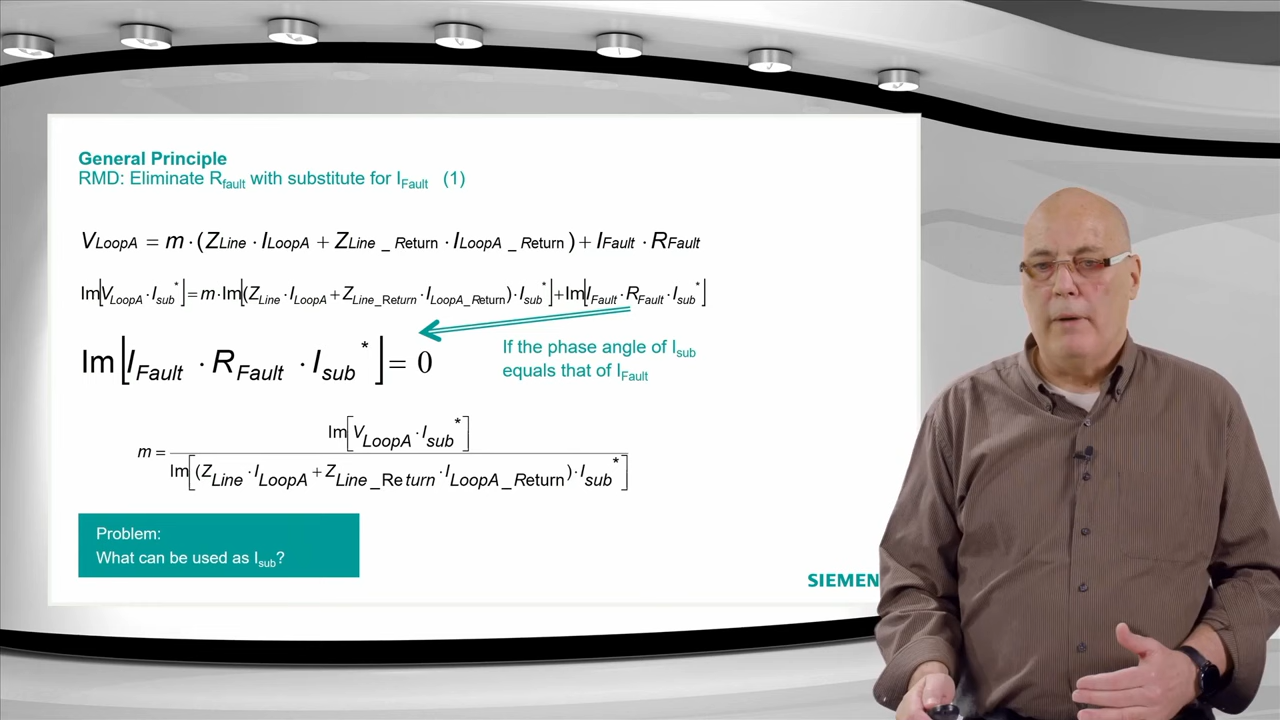 General Principle
RMD: Eliminate Rfault with substitute for IFault (1)
VLoopA = m · (ZLine · ILoopA + ZLine _ Return · ILoopA _ Return) + IFault · RFault
Im[VLoopA · Isub*] = m · Im[(ZLine · ILoopA + ZLine_Return · ILoopA_Return) · Isub*] + Im[IFault · RFault · Isub*]
Im[IFault · RFault · Isub*] = 0
If the phase angle of Isub
equals that of IFault
m = Im[VLoopA · Isub*]
Im[(ZLine · ILoopA + ZLine_Return · ILoopA_Return) · Isub*]
Problem:
What can be used as Isub?
SIEMEN